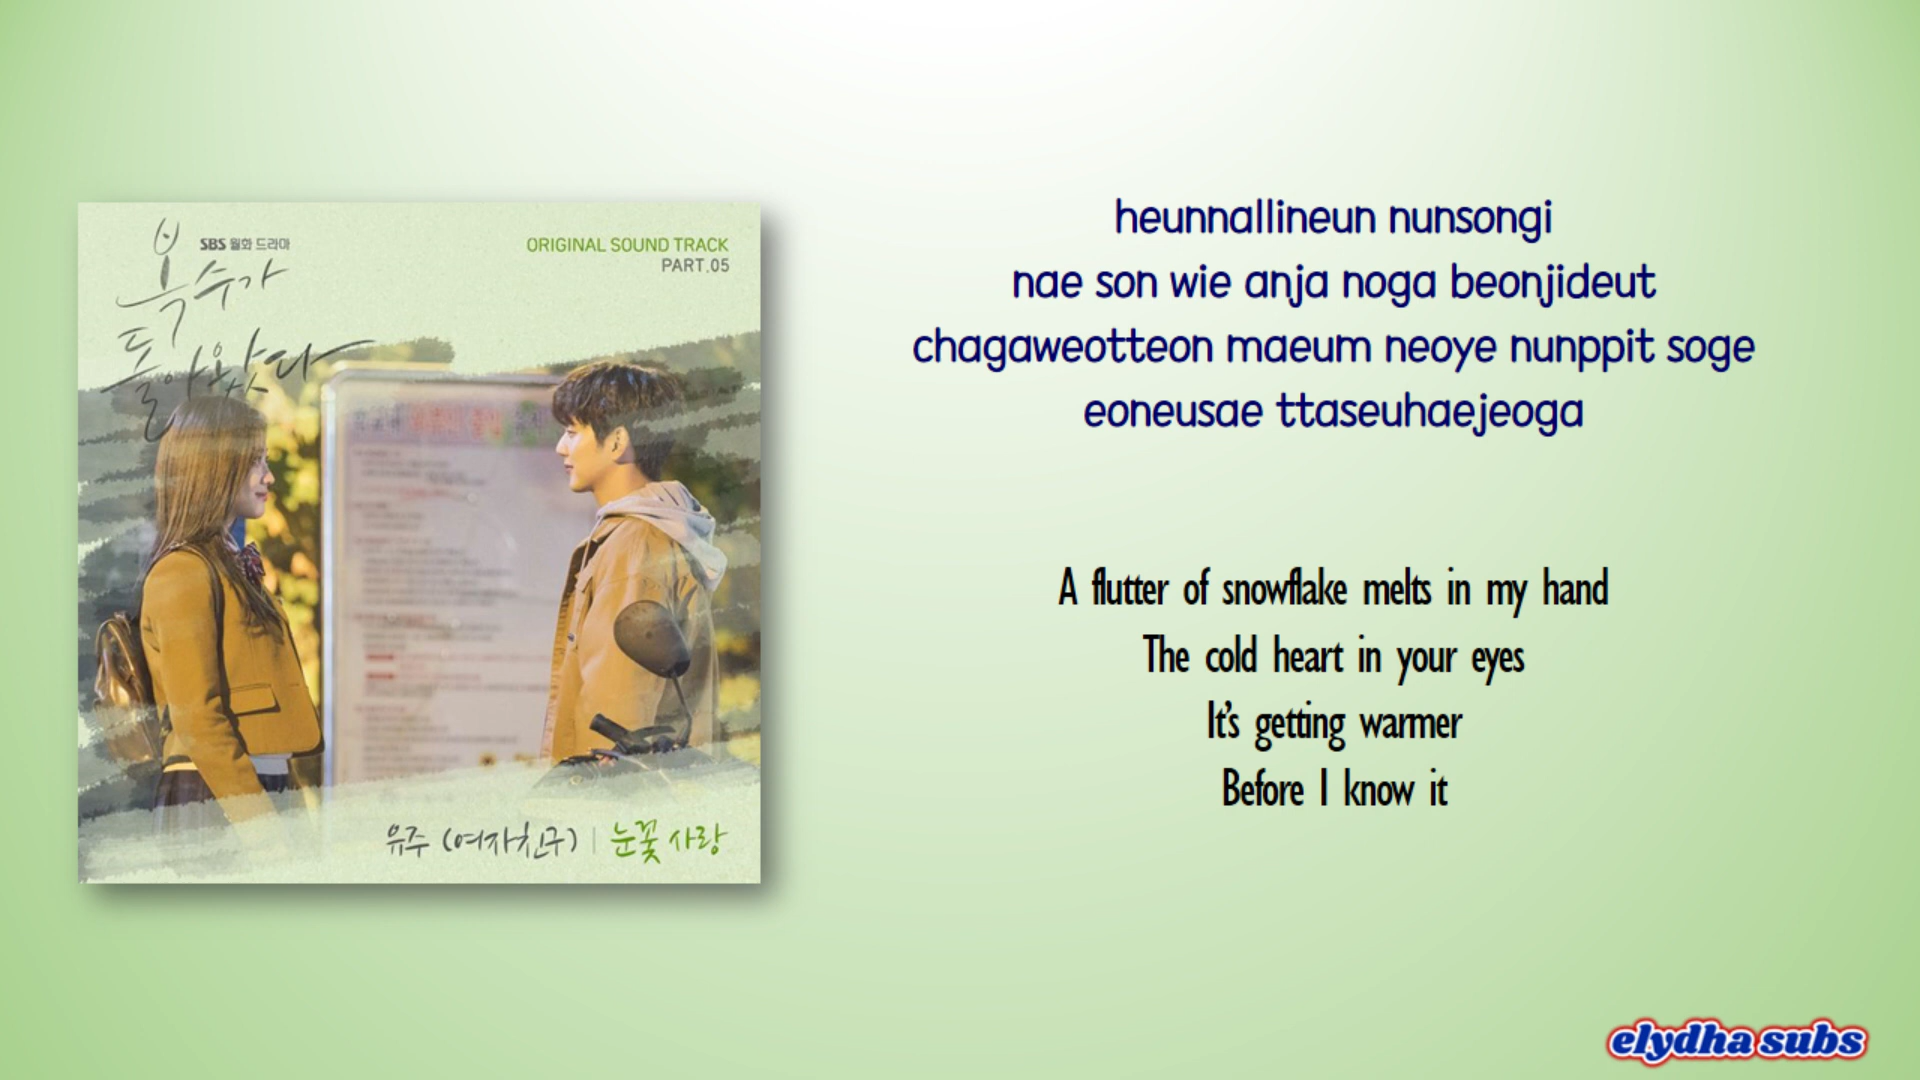 복수가
돌아왔다
SBS 월화 드라마
ORIGINAL SOUND TRACK
PART.05
유주 (여자친구) | 눈꽃 사랑
heunnallineun nunsongi
nae son wie anja noga beonjideut
chagaweotteon maeum neoye nunppit soge
eoneusae ttaseuhaejeoga
A flutter of snowflake melts in my hand
The cold heart in your eyes
It's getting warmer
Before I know it
elydha subs